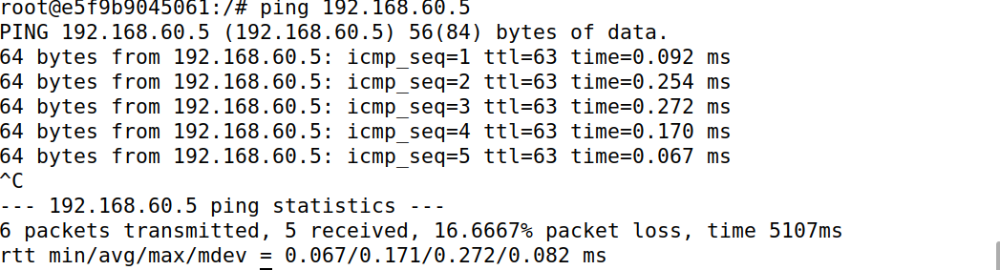 root@e5f9b9045061:/# ping 192.168.60.5
PING 192.168.60.5 (192.168.60.5) 56(84) bytes of data.
64 bytes from 192.168.60.5: icmp_seq=1 ttl=63 time=0.092 ms
64 bytes from 192.168.60.5: icmp_seq=2 ttl=63 time=0.254 ms
64 bytes from 192.168.60.5: icmp_seq=3 ttl=63 time=0.272 ms
64 bytes from 192.168.60.5: icmp_seq=4 ttl=63 time=0.170 ms
64 bytes from 192.168.60.5: icmp_seq=5 ttl=63 time=0.067 ms
^C
--- 192.168.60.5 ping statistics ---
6 packets transmitted, 5 received, 16.6667% packet loss, time 5107ms
rtt min/avg/max/mdev = 0.067/0.171/0.272/0.082 ms